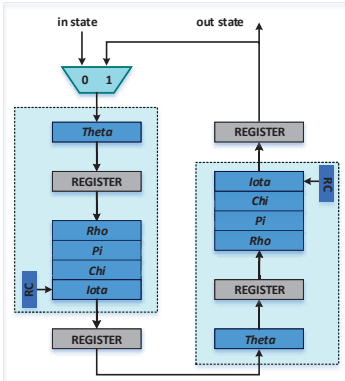 in state
out state
0 1
Theta
REGISTER
Rho
Pi
Chi
Iota
RC
REGISTER
REGISTER
Iota
Chi
Pi
Rho
RC
REGISTER
Theta